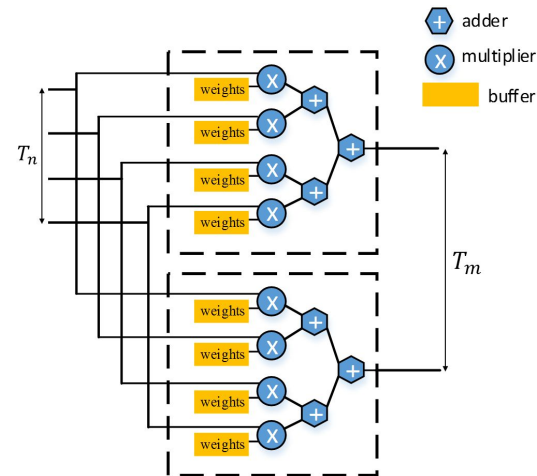 adder
X
multiplier
buffer
X
weights
+
X
weights
+
T_n
X
weights
+
X
weights
T_m
X
weights
+
X
weights
+
X
weights
+
X
weights